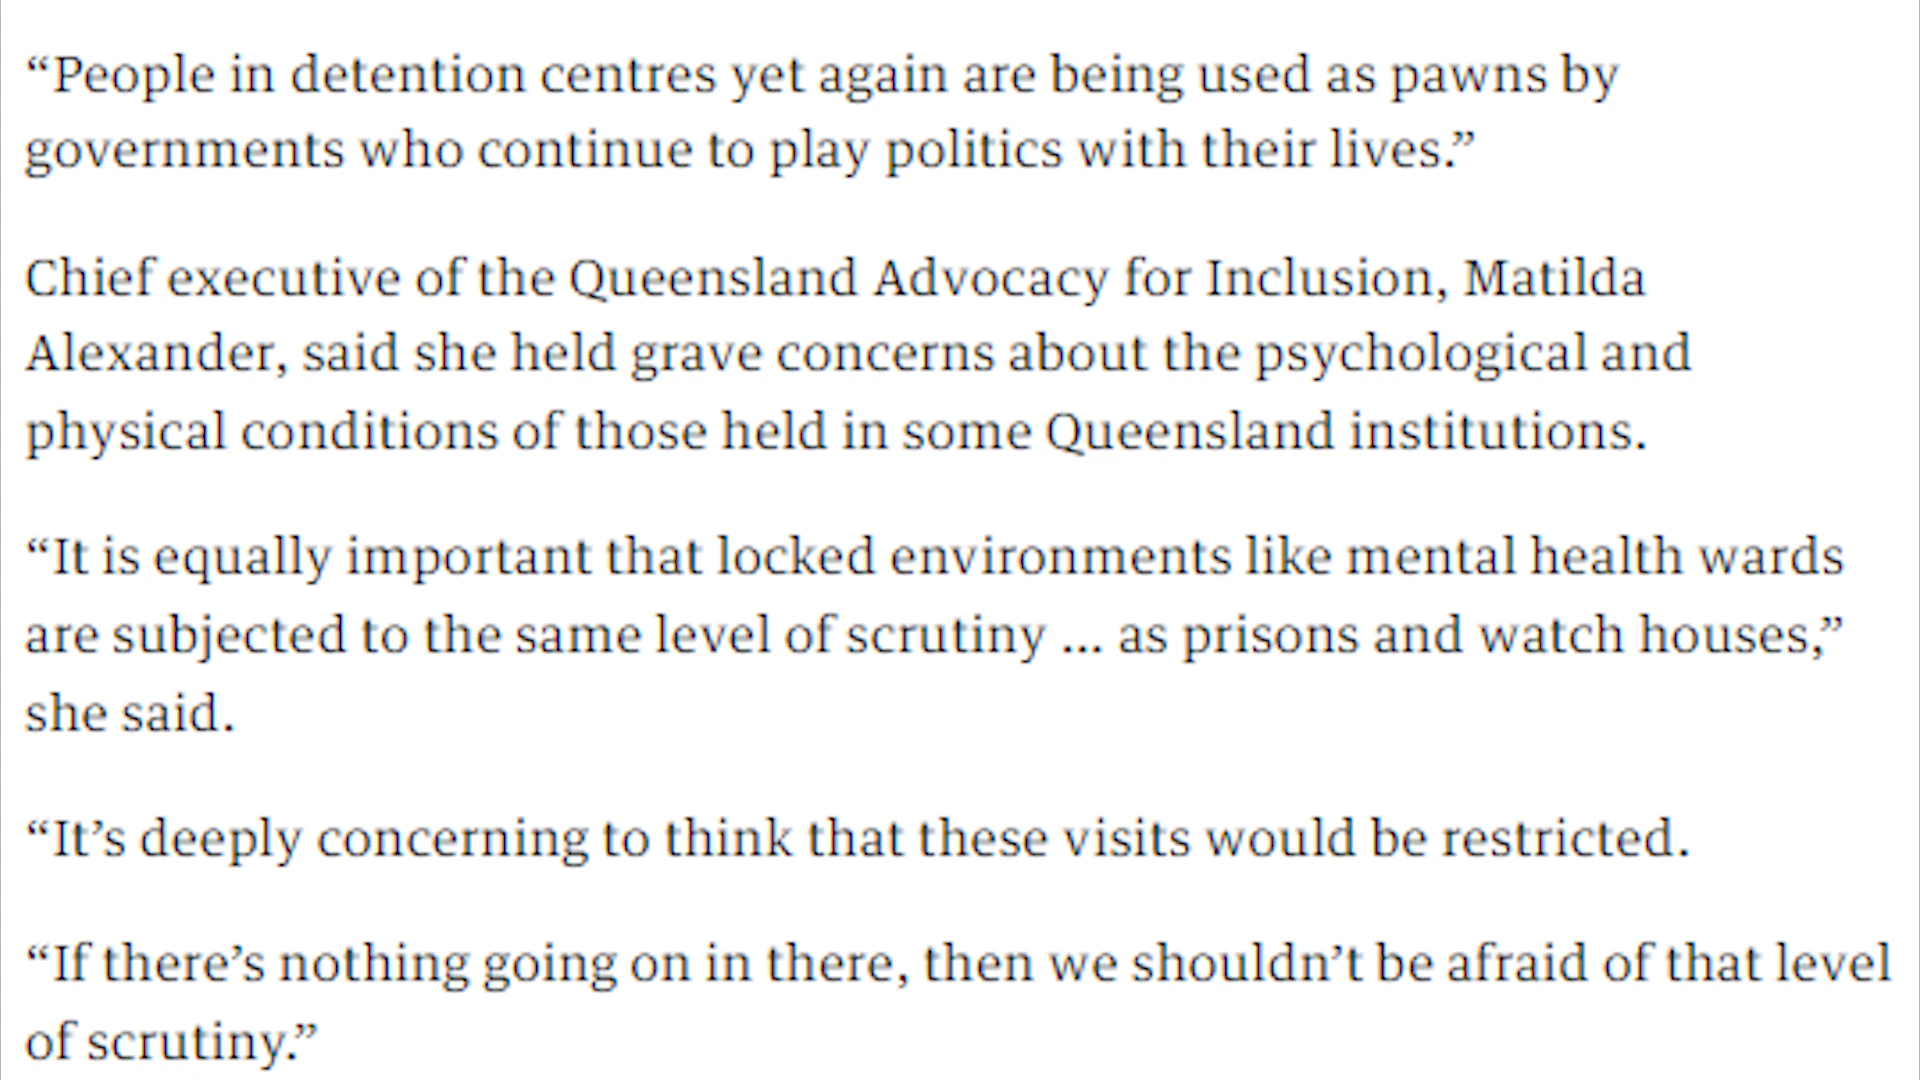 “People in detention centres yet again are being used as pawns by
governments who continue to play politics with their lives.”
Chief executive of the Queensland Advocacy for Inclusion, Matilda
Alexander, said she held grave concerns about the psychological and
physical conditions of those held in some Queensland institutions.
“It is equally important that locked environments like mental health wards
are subjected to the same level of scrutiny ... as prisons and watch houses,”
she said.
“It’s deeply concerning to think that these visits would be restricted.
“If there’s nothing going on in there, then we shouldn’t be afraid of that level
of scrutiny.”